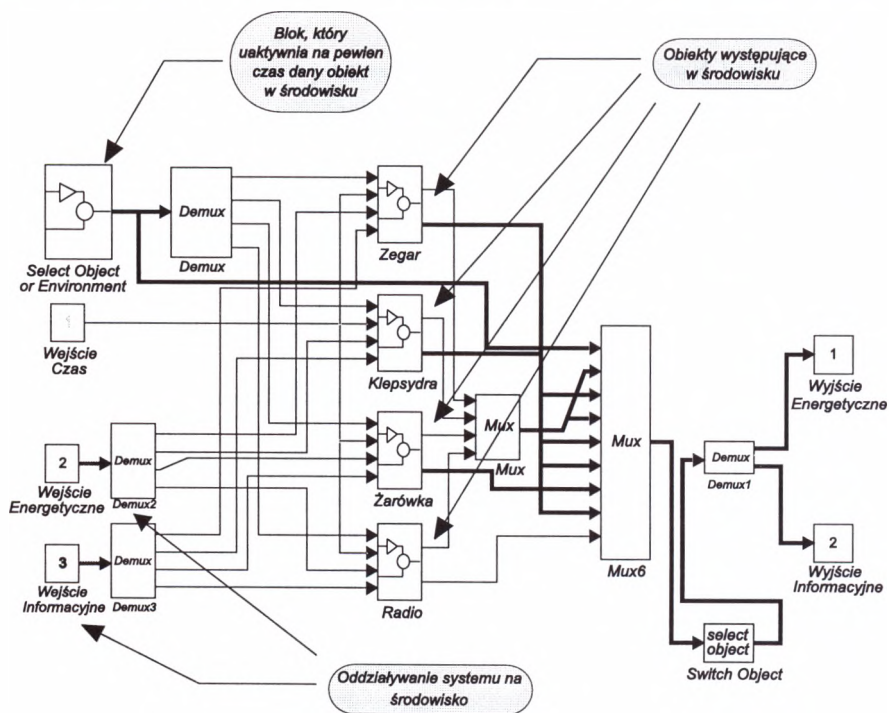 Blok, który
uaktywnia na pewien
czas dany obiekt
w środowisku
Obiekty występujące
w środowisku
Select Object
or Environment
Demux
Demux
Zegar
1
Wejście
Czas
Klepsydra
2
Wejście
Energetyczne
Demux
Demux2
Żarówka
Mux
Mux
3
Wejście
Informacyjne
Demux
Demux3
Radio
Mux
Mux6
Demux
Demux1
1
Wyjście
Energetyczne
2
Wyjście
Informacyjne
select
object
Switch Object
Oddziaływanie systemu na
środowisko